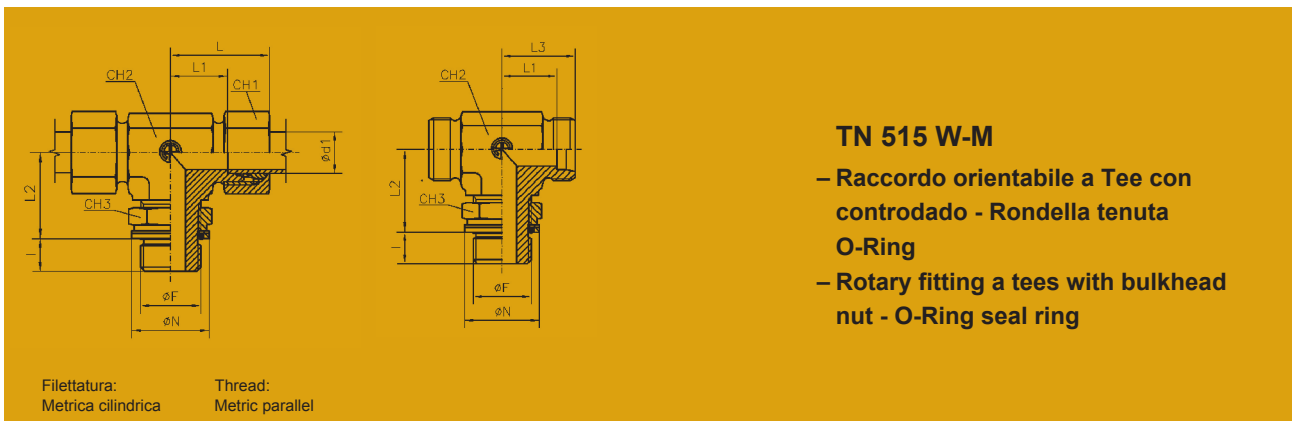 L
L1
CH2
CH1
ød1
L2
CH3
l
øF
øN
L3
L1
CH2
L2
CH3
l
øF
øN
TN 515 W-M
– Raccordo orientabile a Tee con
controdado - Rondella tenuta
O-Ring
– Rotary fitting a tees with bulkhead
nut - O-Ring seal ring
Filettatura:
Metrica cilindrica
Thread:
Metric parallel